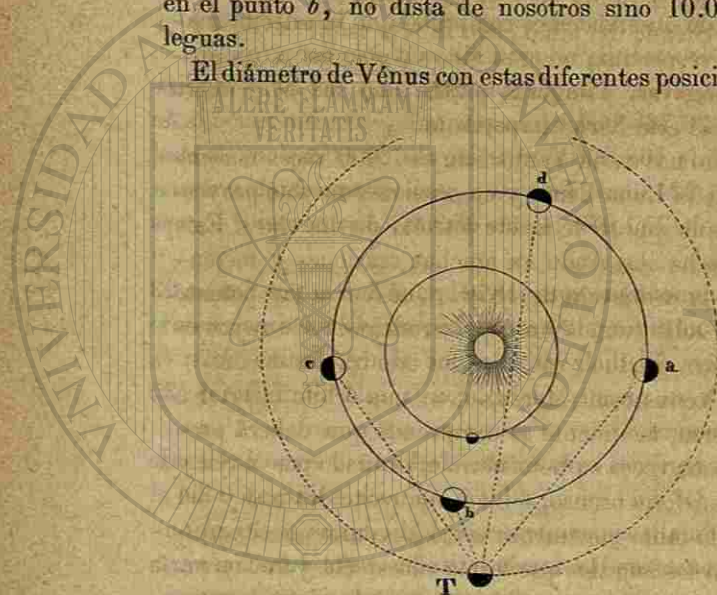 en el punto b, no dista de nosotros sino 10.0
leguas.
El diámetro de Vénus con estas diferentes posici
ALERE FLAMMAM
VERITATIS
d
c
a
b
T